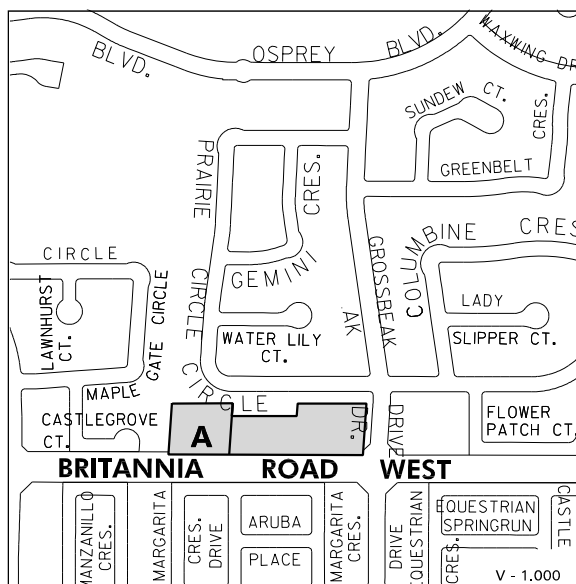 OSPREY BLVD.
BLVD.
WAXWING DR
SUNDEW CT.
CRES.
GREENBELT
PRAIRIE CIRCLE
CIRCLE
CRES.
GEMINI
GROSSBEAK
COLUMBINE CRES
CIRCLE
LAWNHURST
CT.
MAPLE GATE CIRCLE
WATER LILY
CT.
AK
LADY
SLIPPER CT.
CASTLEGROVE
CT.
A
DR.
DRIVE
FLOWER
PATCH CT.
BRITANNIA ROAD WEST
MANZANILLO
CRES.
MARGARITA
CRES.
DRIVE
ARUBA
PLACE
MARGARITA
CRES.
DRIVE
EQUESTRIAN
CRES.
EQUESTRIAN
SPRINGRUN
CASTLE
V - 1.000